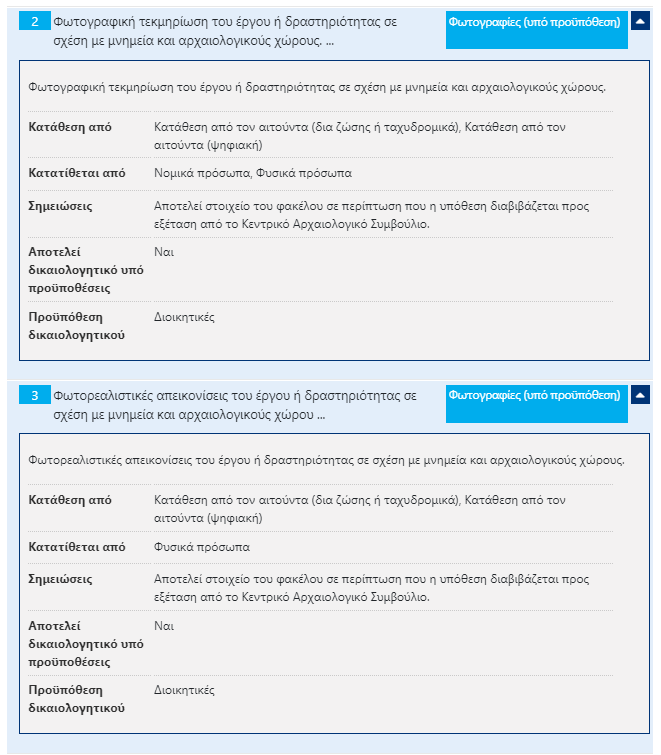 2 Φωτογραφική τεκμηρίωση του έργου ή δραστηριότητας σε Φωτογραφίες (υπό προϋπόθεση)
σχέση με μνημεία και αρχαιολογικούς χώρους. ...
Φωτογραφική τεκμηρίωση του έργου ή δραστηριότητας σε σχέση με μνημεία και αρχαιολογικούς χώρους.
Κατάθεση από Κατάθεση από τον αιτούντα (δια ζώσης ή ταχυδρομικά), Κατάθεση από τον
αιτούντα (ψηφιακή)
Κατατίθεται από Νομικά πρόσωπα, Φυσικά πρόσωπα
Σημειώσεις Αποτελεί στοιχείο του φακέλου σε περίπτωση που η υπόθεση διαβιβάζεται προς
εξέταση από το Κεντρικό Αρχαιολογικό Συμβούλιο.
Αποτελεί Ναι
δικαιολογητικό υπό
προϋποθέσεις
Προϋπόθεση Διοικητικές
δικαιολογητικού
3 Φωτορεαλιστικές απεικονίσεις του έργου ή δραστηριότητας σε Φωτογραφίες (υπό προϋπόθεση)
σχέση με μνημεία και αρχαιολογικούς χώρου ...
Φωτορεαλιστικές απεικονίσεις του έργου ή δραστηριότητας σε σχέση με μνημεία και αρχαιολογικούς χώρους.
Κατάθεση από Κατάθεση από τον αιτούντα (δια ζώσης ή ταχυδρομικά), Κατάθεση από τον
αιτούντα (ψηφιακή)
Κατατίθεται από Φυσικά πρόσωπα
Σημειώσεις Αποτελεί στοιχείο του φακέλου σε περίπτωση που η υπόθεση διαβιβάζεται προς
εξέταση από το Κεντρικό Αρχαιολογικό Συμβούλιο.
Αποτελεί Ναι
δικαιολογητικό υπό
προϋποθέσεις
Προϋπόθεση Διοικητικές
δικαιολογητικού